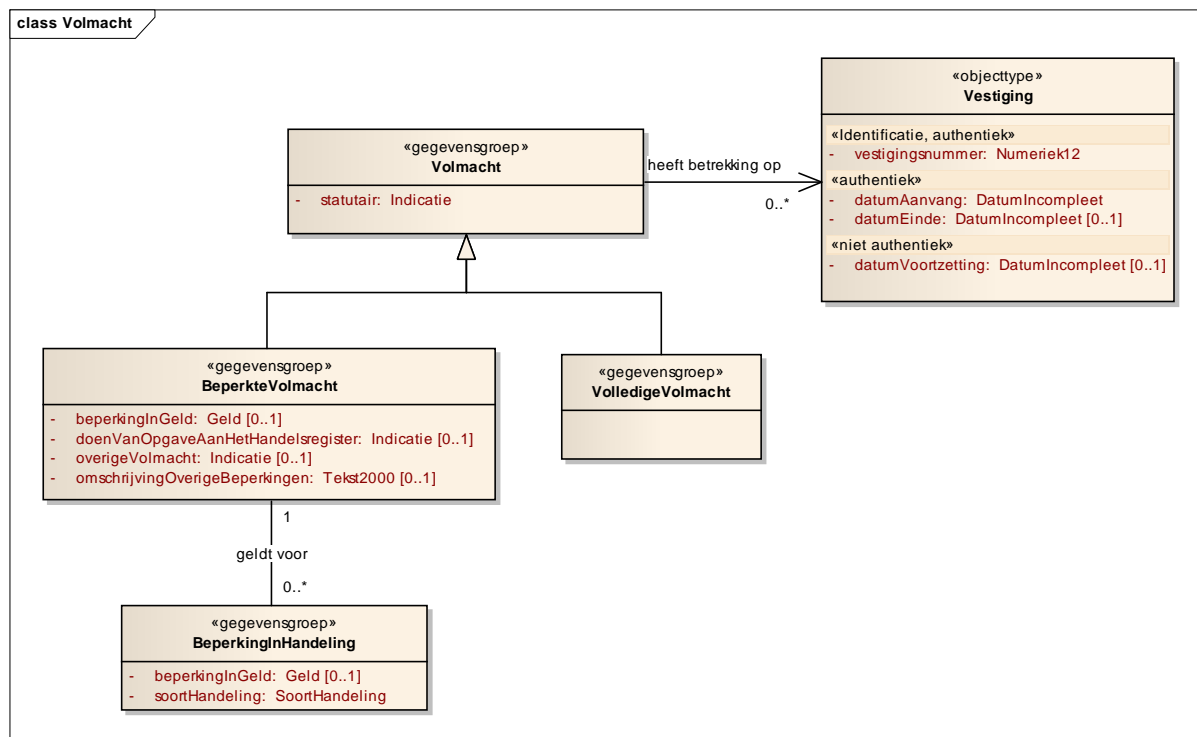 class Volmacht
«objecttype»
Vestiging
«Identificatie, authentiek»
- vestigingsnummer: Numeriek12
«authentiek»
- datumAanvang: DatumIncompleet
- datumEinde: DatumIncompleet [0..1]
«niet authentiek»
- datumVoortzetting: DatumIncompleet [0..1]
«gegevensgroep»
Volmacht
- statutair: Indicatie
heeft betrekking op
0..*
«gegevensgroep»
BeperkteVolmacht
- beperkingInGeld: Geld [0..1]
- doenVanOpgaveAanHetHandelsregister: Indicatie [0..1]
- overigeVolmacht: Indicatie [0..1]
- omschrijvingOverigeBeperkingen: Tekst2000 [0..1]
«gegevensgroep»
VolledigeVolmacht
1
geldt voor
0..*
«gegevensgroep»
BeperkingInHandeling
- beperkingInGeld: Geld [0..1]
- soortHandeling: SoortHandeling